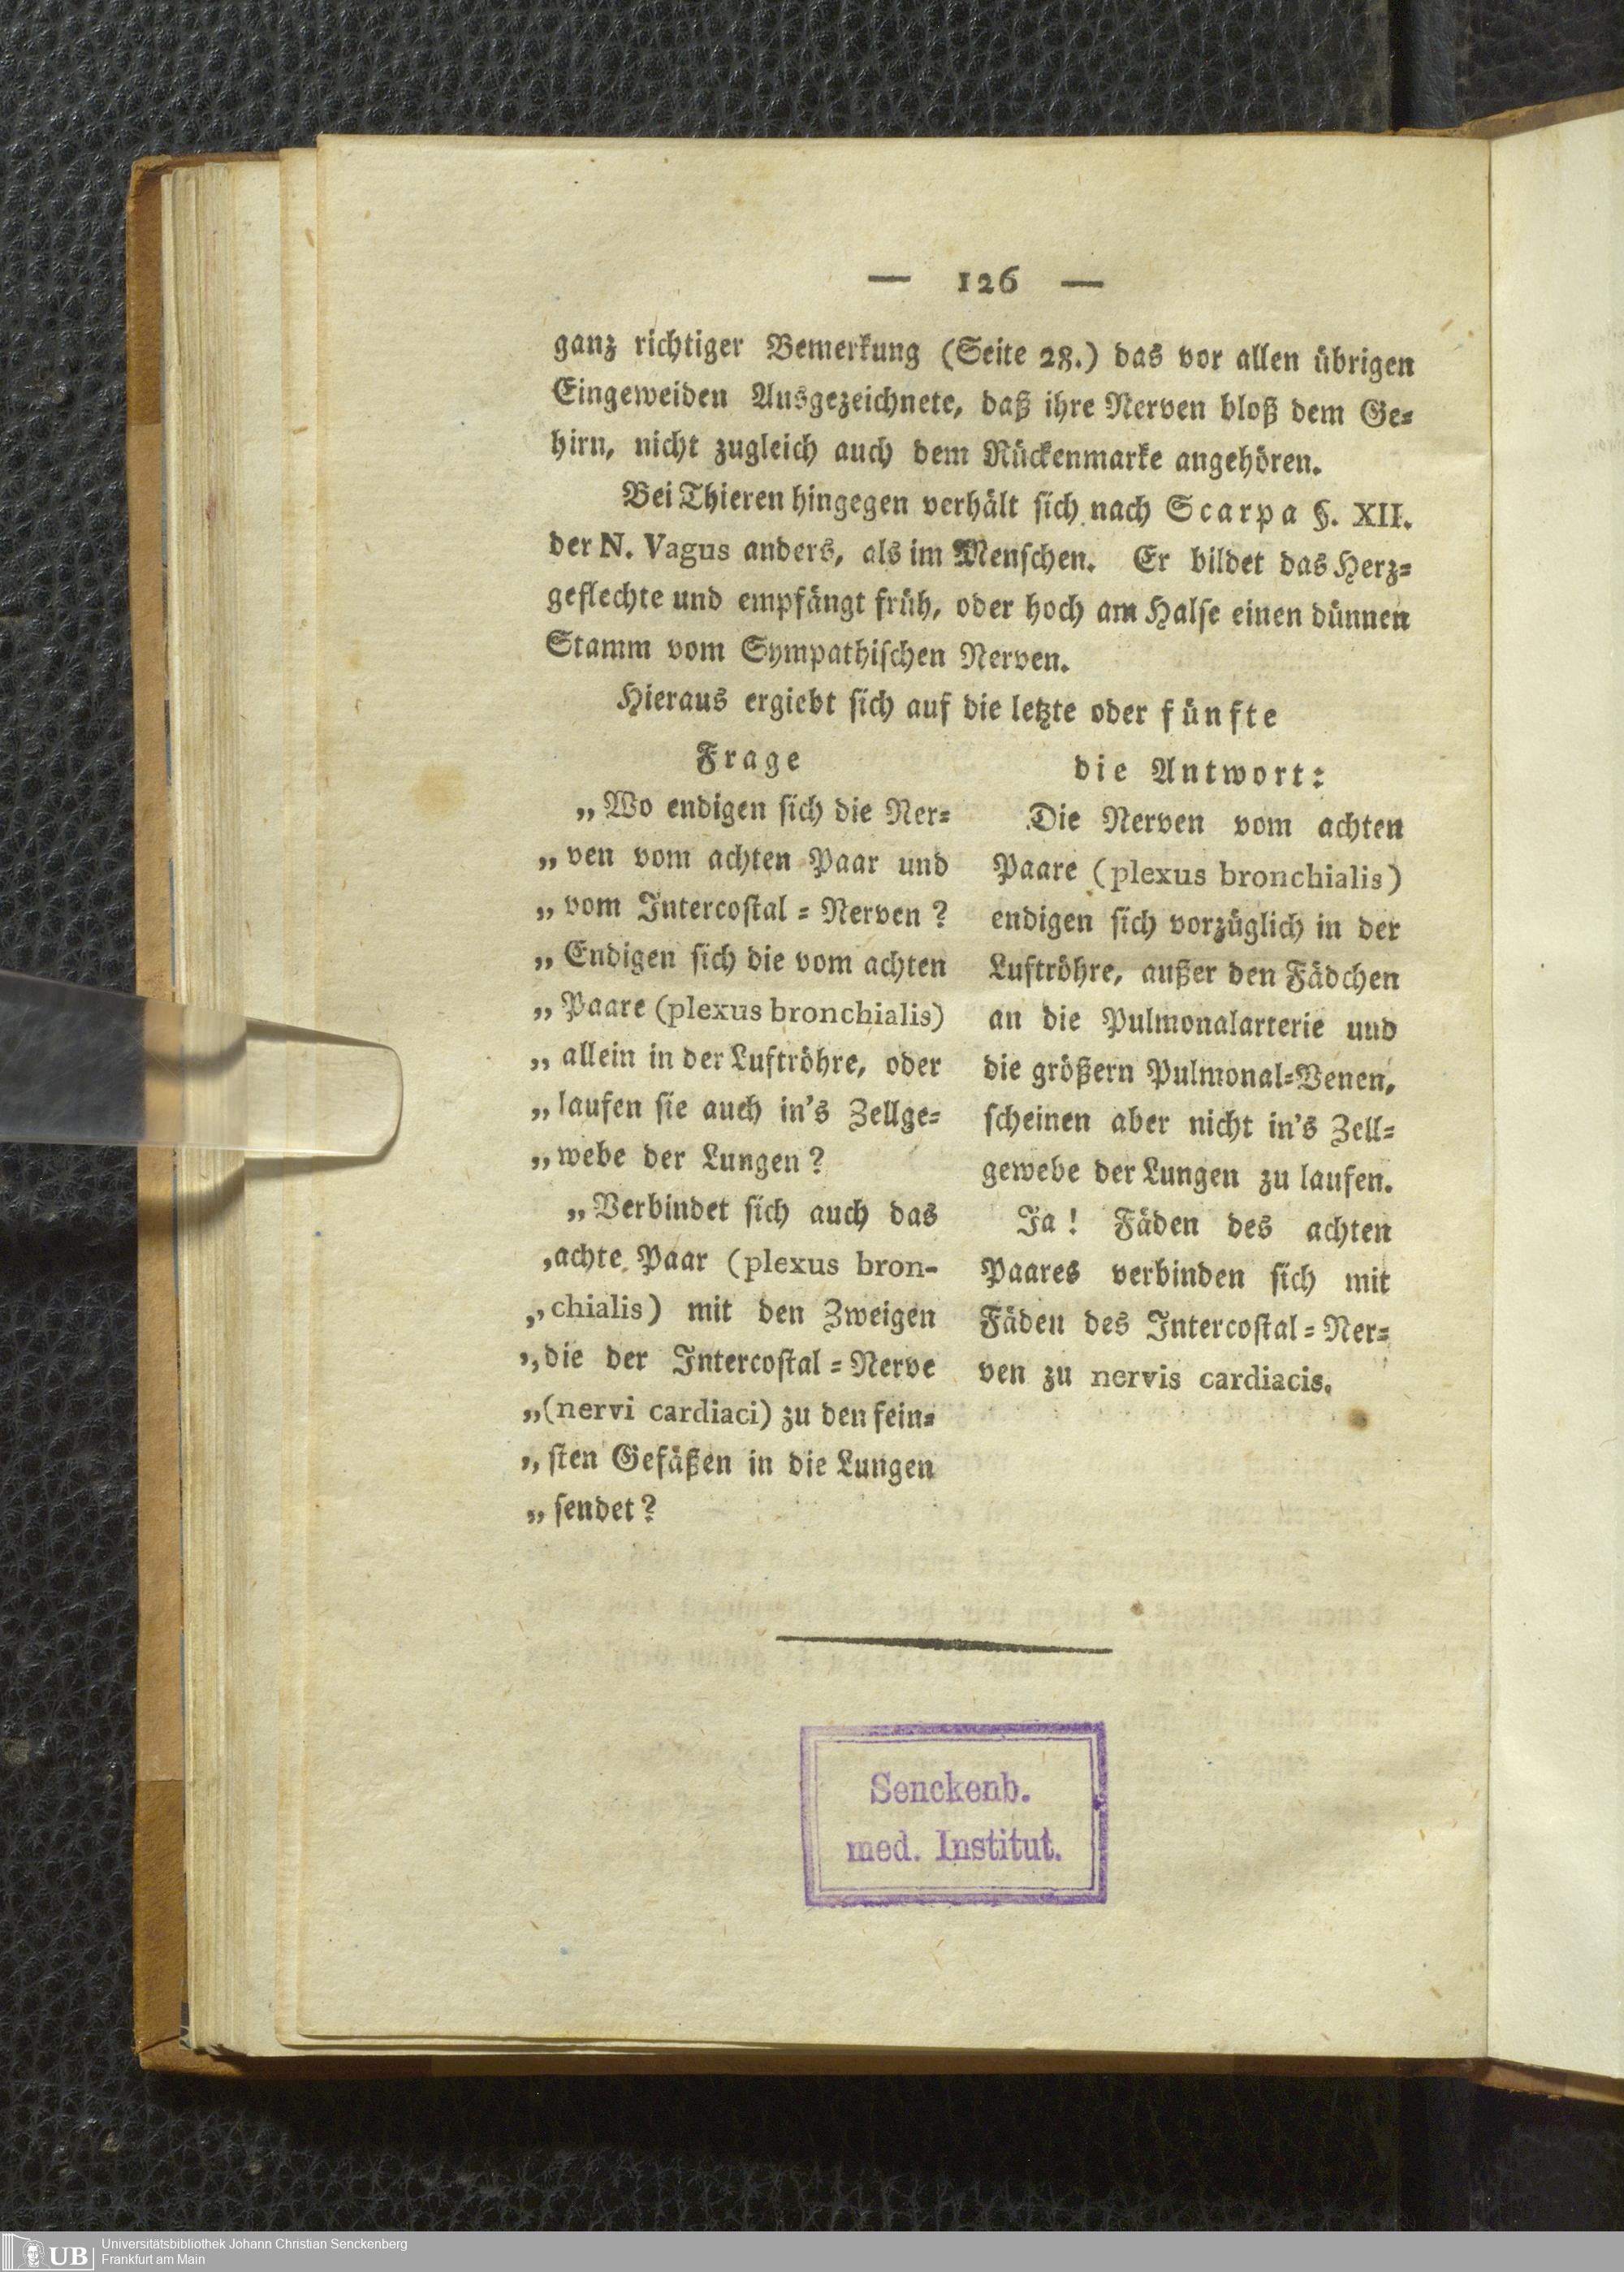 — 126 —
ganz richtiger Bemerkung (Seite 28.) das vor allen übrigen
Eingeweiden Ausgezeichnete, daß ihre Nerven bloß dem Ge=
hirn, nicht zugleich auch dem Rückenmarke angehören.
Bei Thieren hingegen verhält sich nach Scarpa §. XII.
der N. Vagus anders, als im Menschen. Er bildet das Herz=
geflechte und empfängt früh, oder hoch am Halse einen dünnen
Stamm vom Sympathischen Nerven.
Hieraus ergiebt sich auf die letzte oder fünfte
Frage
„Wo endigen sich die Ner=
„ven vom achten Paar und
„vom Intercostal=Nerven?
„Endigen sich die vom achten
„Paare (plexus bronchialis)
„allein in der Luftröhre, oder
„laufen sie auch in's Zellge=
„webe der Lungen?
„Verbindet sich auch das
‚achte Paar (plexus bron-
„chialis) mit den Zweigen
„die der Intercostal=Nerve
„(nervi cardiaci) zu den fein=
„sten Gefäßen in die Lungen
„sendet?
die Antwort:
Die Nerven vom achten
Paare (plexus bronchialis)
endigen sich vorzüglich in der
Luftröhre, außer den Fädchen
an die Pulmonalarterie und
die größern Pulmonal=Venen,
scheinen aber nicht in's Zell=
gewebe der Lungen zu laufen.
Ja! Fäden des achten
Paares verbinden sich mit
Fäden des Intercostal=Ner=
ven zu nervis cardiacis.
Senckenb.
med. Institut.
UB
Universitätsbibliothek Johann Christian Senckenberg
Frankfurt am Main